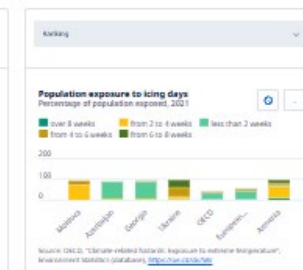 Ranking
Population exposure to icing days
Percentage of population exposed, 2021
over 8 weeks
from 2 to 4 weeks
less than 2 weeks
from 4 to 6 weeks
from 6 to 8 weeks
200
100
0
Moldova
Azerbaijan
Georgia
Ukraine
OECD
European...
Armenia
Source: OECD, "Climate-related hazards: Exposure to extreme temperature",
Environment Statistics (database),